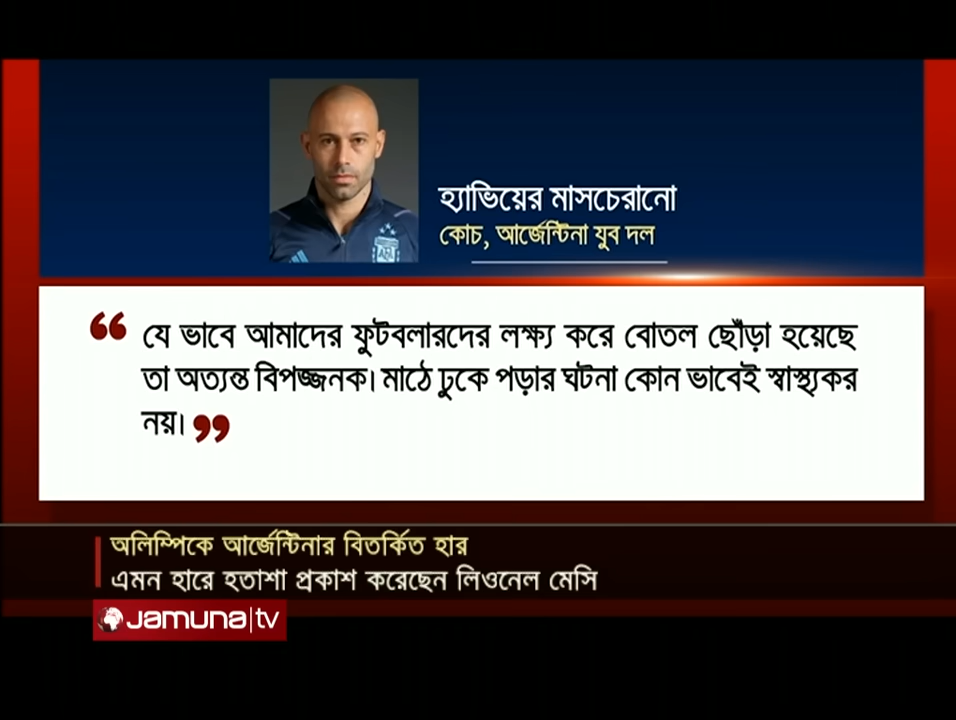 হ্যাভিয়ের মাসচেরানো
কোচ, আর্জেন্টিনা যুব দল
“ যে ভাবে আমাদের ফুটবলারদের লক্ষ্য করে বোতল ছোঁড়া হয়েছে
তা অত্যন্ত বিপজ্জনক। মাঠে ঢুকে পড়ার ঘটনা কোন ভাবেই স্বাস্থ্যকর
নয়। ”
অলিম্পিকে আর্জেন্টিনার বিতর্কিত হার
এমন হারে হতাশা প্রকাশ করেছেন লিওনেল মেসি
Jamuna|tv